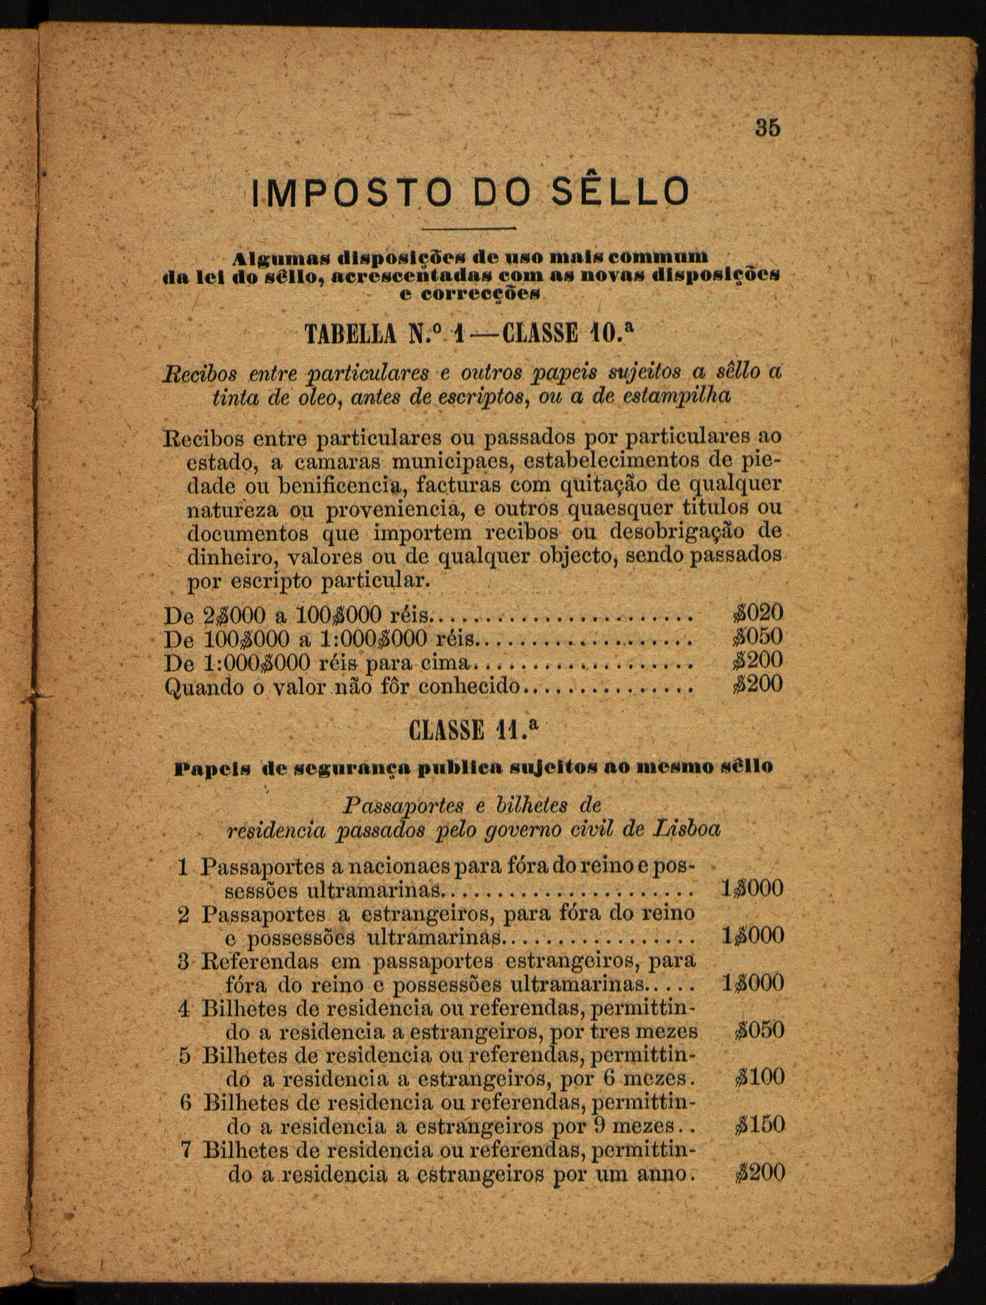 35
IMPOSTO DO SÊLLO
Algumas disposições de uso mais commum
da lei do sêllo, acrescentadas com as novas disposições
e correcções
TABELLA N.º 1—CLASSE 10.ª
Recibos entre particulares e outros papeis sujeitos a sêllo a
tinta de oleo, antes de escriptos, ou a de estampilha
Recibos entre particulares ou passados por particulares ao
estado, a camaras municipaes, estabelecimentos de pie-
dade ou benificencia, facturas com quitação de qualquer
natureza ou proveniencia, e outros quaesquer titulos ou
documentos que importem recibos ou desobrigação de
dinheiro, valores ou de qualquer objecto, sendo passados
por escripto particular.
De 2$000 a 100$000 réis........................ $020
De 100$000 a 1:000$000 réis.................... $050
De 1:000$000 réis para cima.................... $200
Quando o valor não fôr conhecido............... $200
CLASSE 11.ª
Papeis de segurança publica sujeitos ao mesmo sêllo
Passaportes e bilhetes de
residencia passados pelo governo civil de Lisboa
1 Passaportes a nacionaes para fóra do reino e pos-
sessões ultramarinas....................... 1$000
2 Passaportes a estrangeiros, para fóra do reino
e possessões ultramarinas................. 1$000
3 Referendas em passaportes estrangeiros, para
fóra do reino e possessões ultramarinas..... 1$000
4 Bilhetes de residencia ou referendas, permittin-
do a residencia a estrangeiros, por tres mezes $050
5 Bilhetes de residencia ou referendas, permittin-
do a residencia a estrangeiros, por 6 mezes. $100
6 Bilhetes de residencia ou referendas, permittin-
do a residencia a estrangeiros por 9 mezes.. $150
7 Bilhetes de residencia ou referendas, permittin-
do a residencia a estrangeiros por um anno. $200